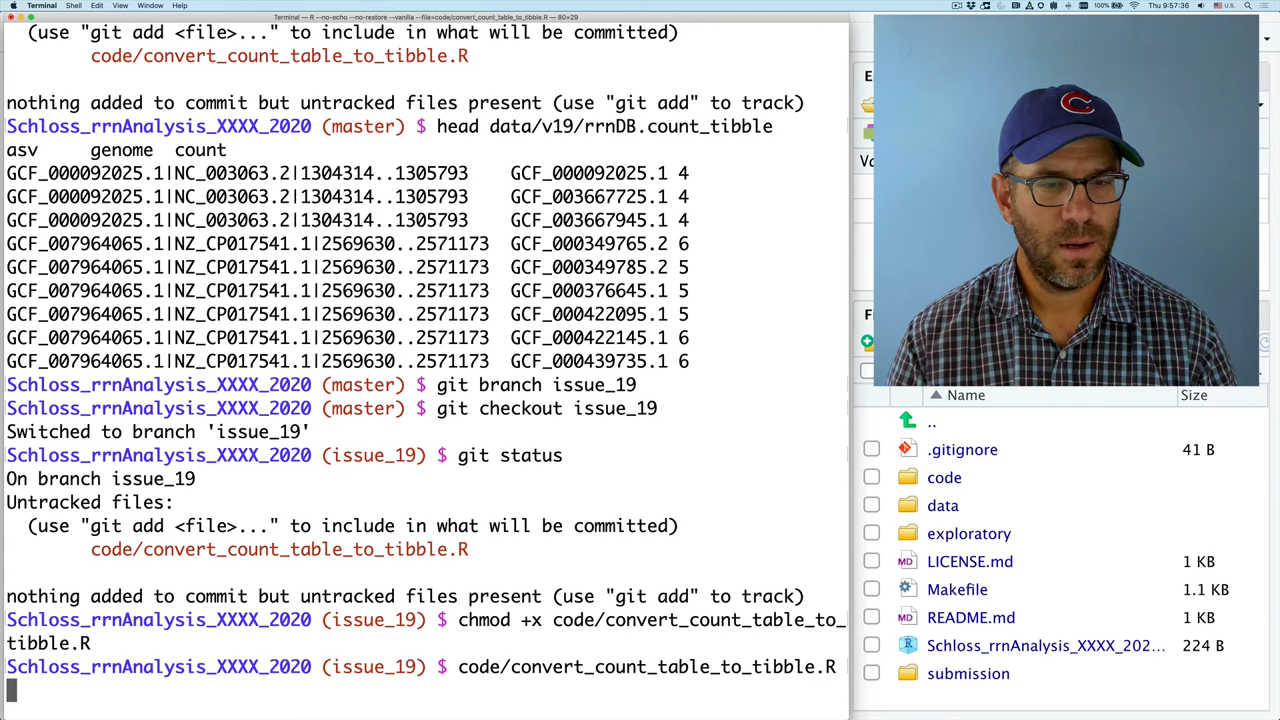 Terminal Shell Edit View Window Help
100% U.S. Thu 9:57:36
Terminal — R --no-echo --no-restore --vanilla --file=code/convert_count_table_to_tibble.R — 80×29
(use "git add <file>..." to include in what will be committed)
code/convert_count_table_to_tibble.R
nothing added to commit but untracked files present (use "git add" to track)
Schloss_rrnAnalysis_XXXX_2020 (master) $ head data/v19/rrnDB.count_tibble
asv genome count
GCF_000092025.1|NC_003063.2|1304314..1305793 GCF_000092025.1 4
GCF_000092025.1|NC_003063.2|1304314..1305793 GCF_003667725.1 4
GCF_000092025.1|NC_003063.2|1304314..1305793 GCF_003667945.1 4
GCF_007964065.1|NZ_CP017541.1|2569630..2571173 GCF_000349765.2 6
GCF_007964065.1|NZ_CP017541.1|2569630..2571173 GCF_000349785.2 5
GCF_007964065.1|NZ_CP017541.1|2569630..2571173 GCF_000376645.1 5
GCF_007964065.1|NZ_CP017541.1|2569630..2571173 GCF_000422095.1 5
GCF_007964065.1|NZ_CP017541.1|2569630..2571173 GCF_000422145.1 6
GCF_007964065.1|NZ_CP017541.1|2569630..2571173 GCF_000439735.1 6
Schloss_rrnAnalysis_XXXX_2020 (master) $ git branch issue_19
Schloss_rrnAnalysis_XXXX_2020 (master) $ git checkout issue_19
Switched to branch 'issue_19'
Schloss_rrnAnalysis_XXXX_2020 (issue_19) $ git status
On branch issue_19
Untracked files:
(use "git add <file>..." to include in what will be committed)
code/convert_count_table_to_tibble.R
nothing added to commit but untracked files present (use "git add" to track)
Schloss_rrnAnalysis_XXXX_2020 (issue_19) $ chmod +x code/convert_count_table_to_
tibble.R
Schloss_rrnAnalysis_XXXX_2020 (issue_19) $ code/convert_count_table_to_tibble.R
C
Name Size
..
.gitignore 41 B
code
data
exploratory
LICENSE.md 1 KB
Makefile 1.1 KB
README.md 1 KB
Schloss_rrnAnalysis_XXXX_202... 224 B
submission